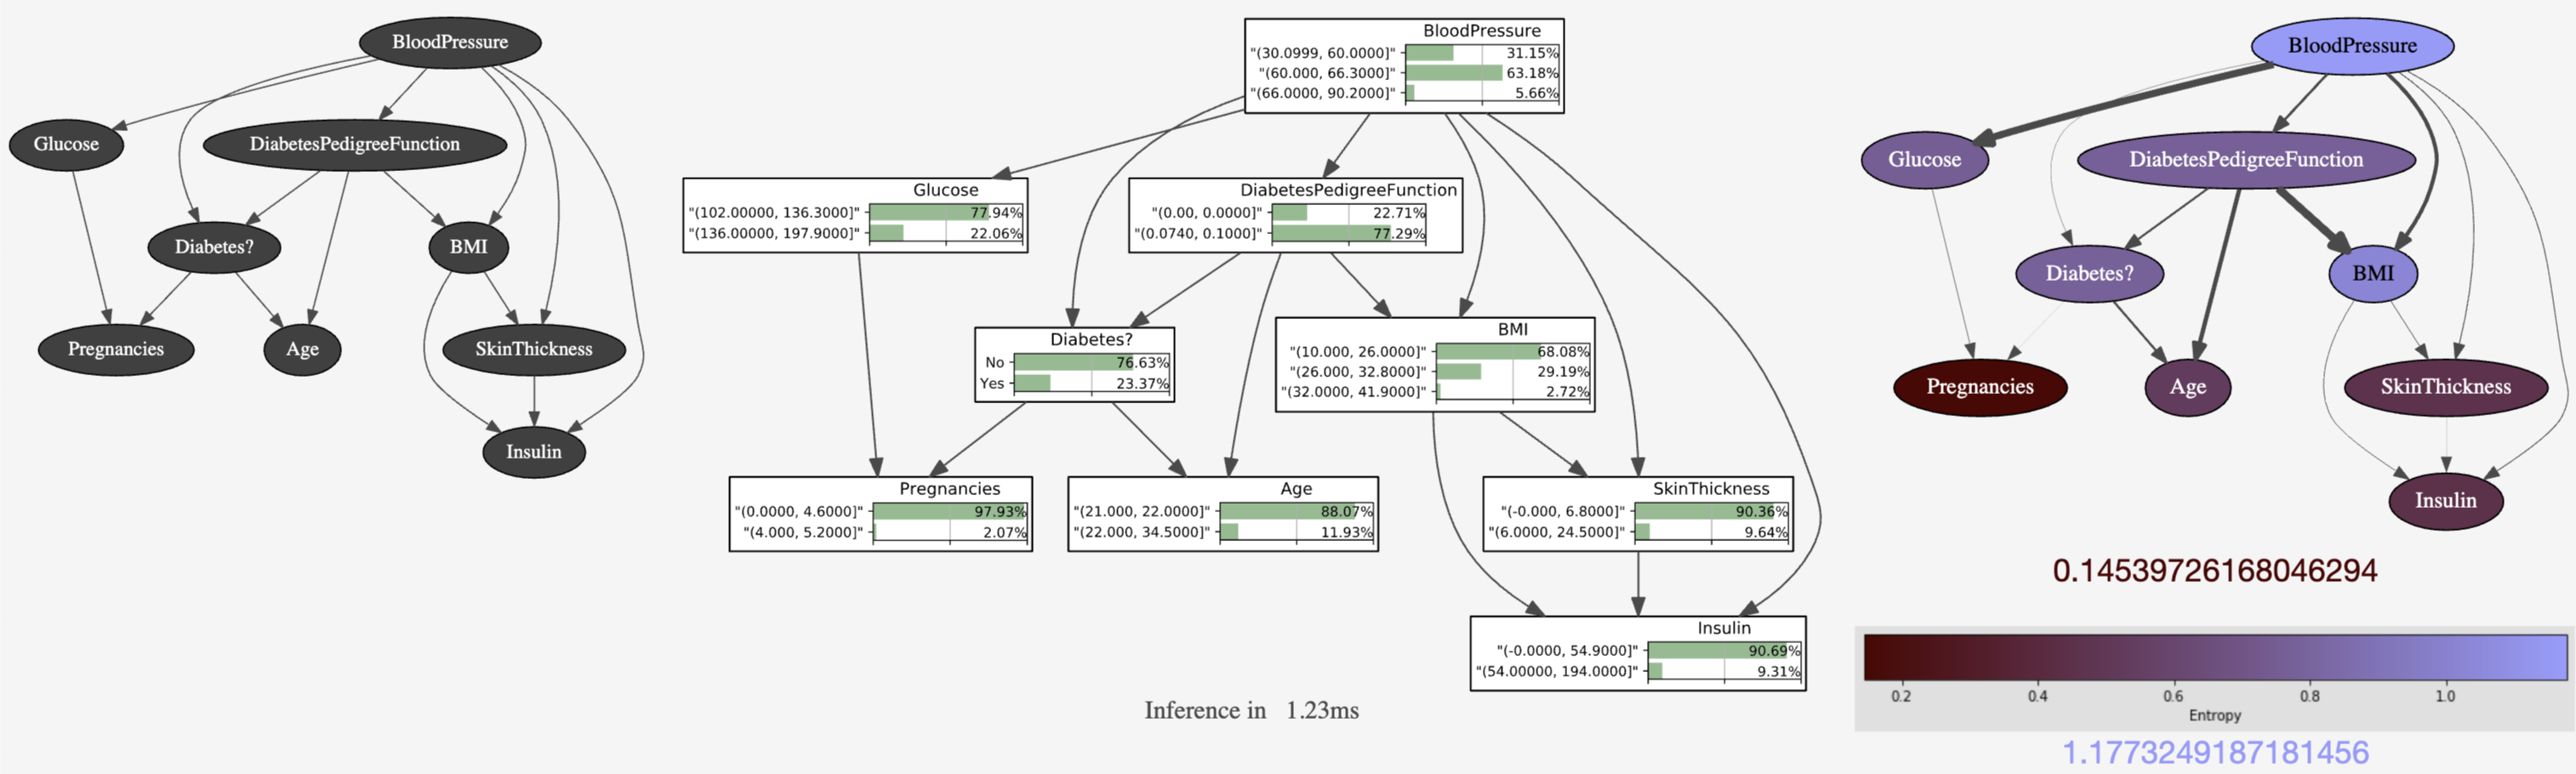 BloodPressure
Glucose
DiabetesPedigreeFunction
Diabetes?
BMI
Pregnancies
Age
SkinThickness
Insulin
BloodPressure
"(30.0999, 60.0000]" 31.15%
"(60.000, 66.3000]" 63.18%
"(66.0000, 90.2000]" 5.66%
Glucose
"(102.00000, 136.3000]" 77.94%
"(136.00000, 197.9000]" 22.06%
DiabetesPedigreeFunction
"(0.00, 0.0000]" 22.71%
"(0.0740, 0.1000]" 77.29%
Diabetes?
No 76.63%
Yes 23.37%
BMI
"(10.000, 26.0000]" 68.08%
"(26.000, 32.8000]" 29.19%
"(32.0000, 41.9000]" 2.72%
Pregnancies
"(0.0000, 4.6000]" 97.93%
"(4.000, 5.2000]" 2.07%
Age
"(21.000, 22.0000]" 88.07%
"(22.000, 34.5000]" 11.93%
SkinThickness
"(-0.000, 6.8000]" 90.36%
"(6.0000, 24.5000]" 9.64%
Insulin
"(-0.0000, 54.9000]" 90.69%
"(54.00000, 194.0000]" 9.31%
Inference in 1.23ms
BloodPressure
Glucose
DiabetesPedigreeFunction
Diabetes?
BMI
Pregnancies
Age
SkinThickness
Insulin
0.14539726168046294
0.2 0.4 0.6 0.8 1.0
Entropy
1.1773249187181456